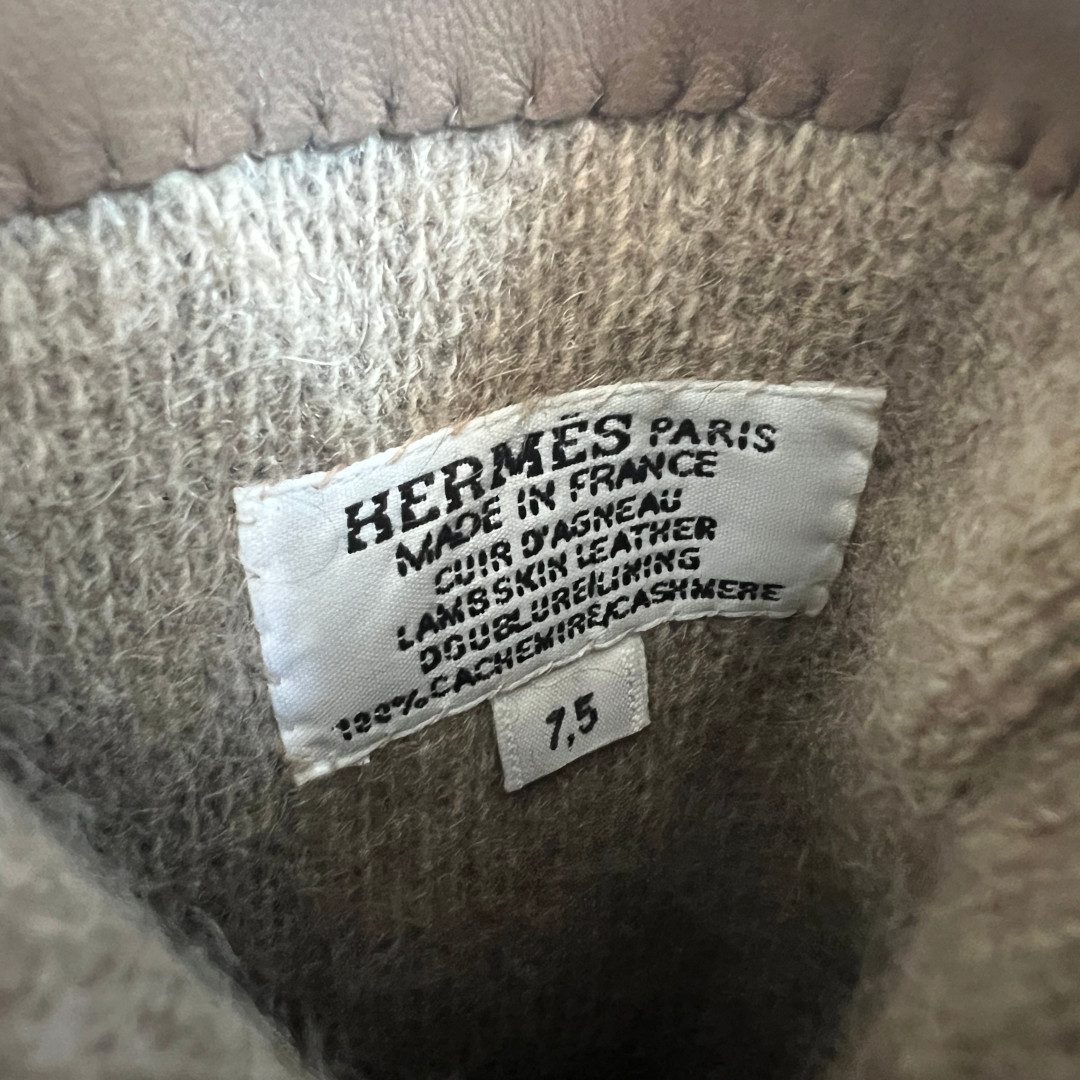 HERMÈS PARIS
MADE IN FRANCE
CUIR D'AGNEAU
LAMBSKIN LEATHER
DOUBLURE/LINING
100% CACHEMIRE/CASHMERE
7,5